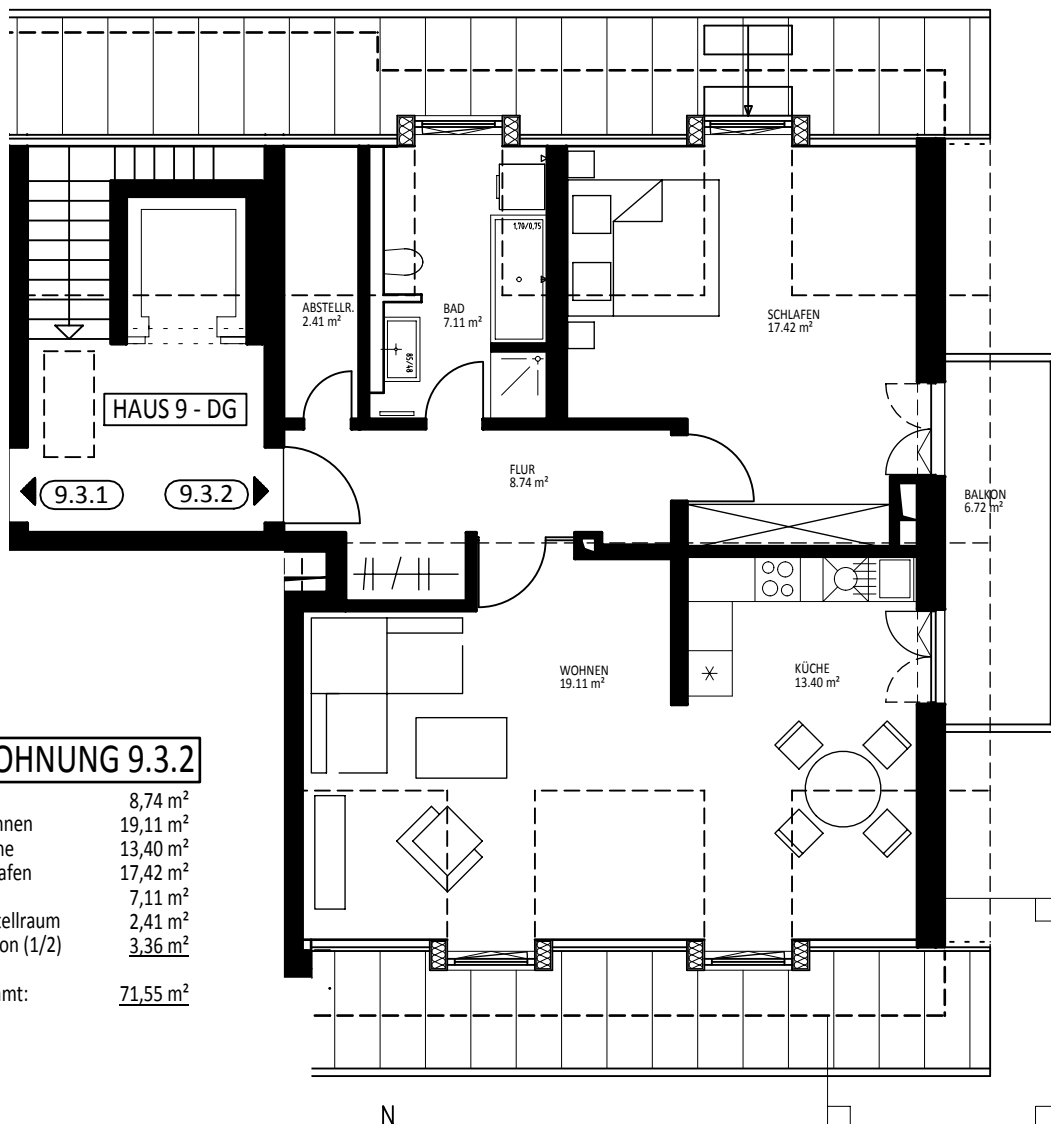 1,70/0,75
ABSTELLR.
2.41 m²
BAD
7.11 m²
SCHLAFEN
17.42 m²
85/48
HAUS 9 - DG
FLUR
8.74 m²
9.3.1
9.3.2
BALKON
6.72 m²
WOHNEN
19.11 m²
KÜCHE
13.40 m²
OHNUNG 9.3.2
8,74 m²
nnen 19,11 m²
ne 13,40 m²
afen 17,42 m²
7,11 m²
ellraum 2,41 m²
on (1/2) 3,36 m²
mt: 71,55 m²
N